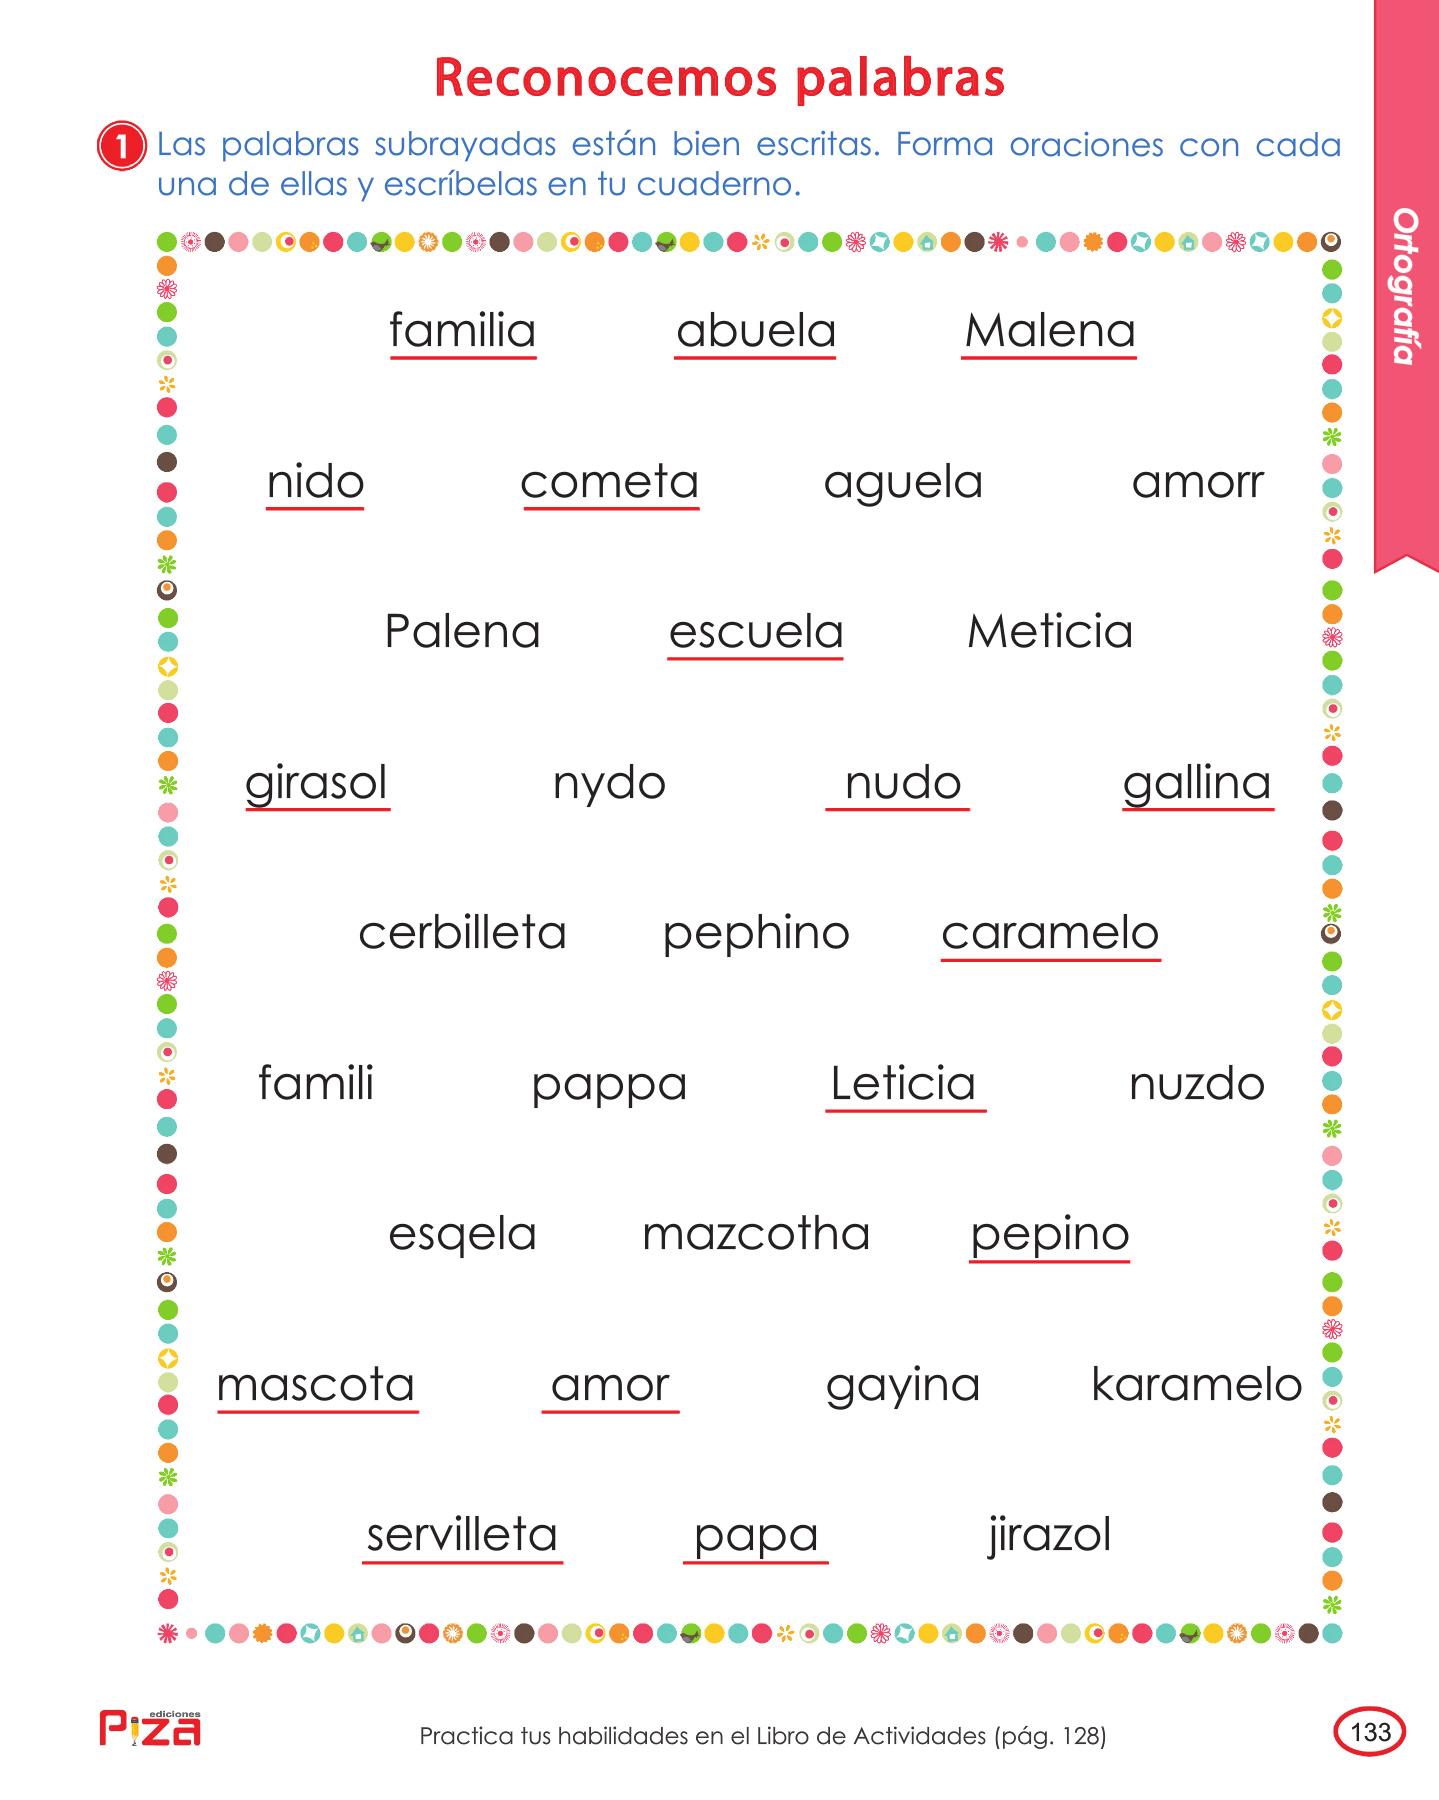 Reconocemos palabras
1 Las palabras subrayadas están bien escritas. Forma oraciones con cada
una de ellas y escríbelas en tu cuaderno.
Ortografía
familia abuela Malena
nido cometa aguela amorr
Palena escuela Meticia
girasol nydo nudo gallina
cerbilleta pephino caramelo
famili pappa Leticia nuzdo
esqela mazcotha pepino
mascota amor gayina karamelo
servilleta papa jirazol
ediciones
Piza
Practica tus habilidades en el Libro de Actividades (pág. 128)
133